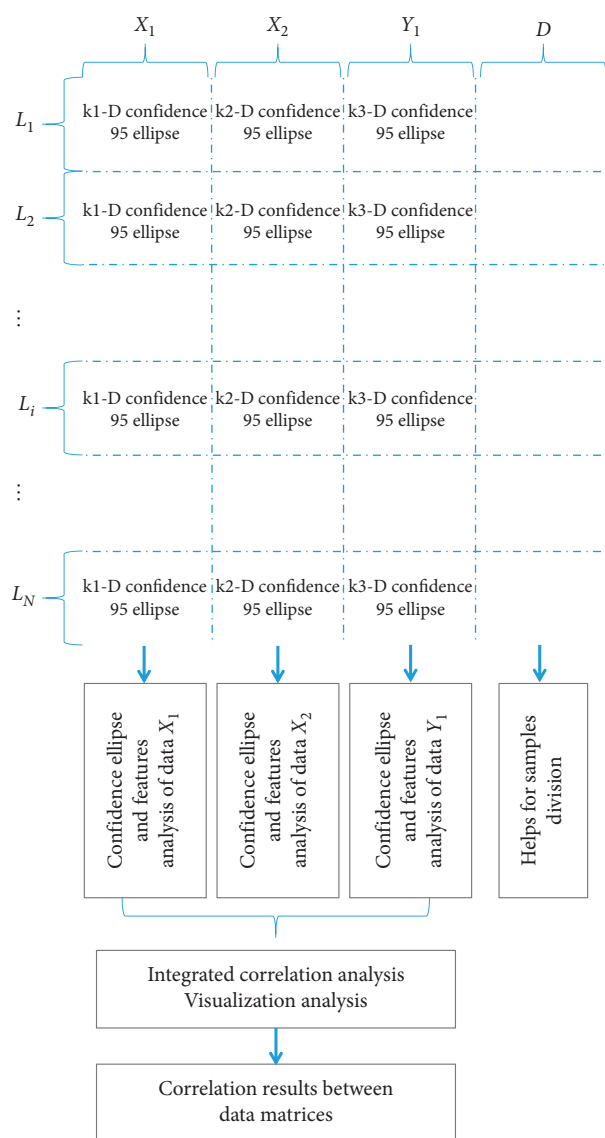 X1 X2 Y1 D
L1
k1-D confidence k2-D confidence k3-D confidence
95 ellipse 95 ellipse 95 ellipse
L2
k1-D confidence k2-D confidence k3-D confidence
95 ellipse 95 ellipse 95 ellipse
⋮
Li
k1-D confidence k2-D confidence k3-D confidence
95 ellipse 95 ellipse 95 ellipse
⋮
LN
k1-D confidence k2-D confidence k3-D confidence
95 ellipse 95 ellipse 95 ellipse
Confidence ellipse
and features
analysis of data X1
Confidence ellipse
and features
analysis of data X2
Confidence ellipse
and features
analysis of data Y1
Helps for samples
division
Integrated correlation analysis
Visualization analysis
Correlation results between
data matrices